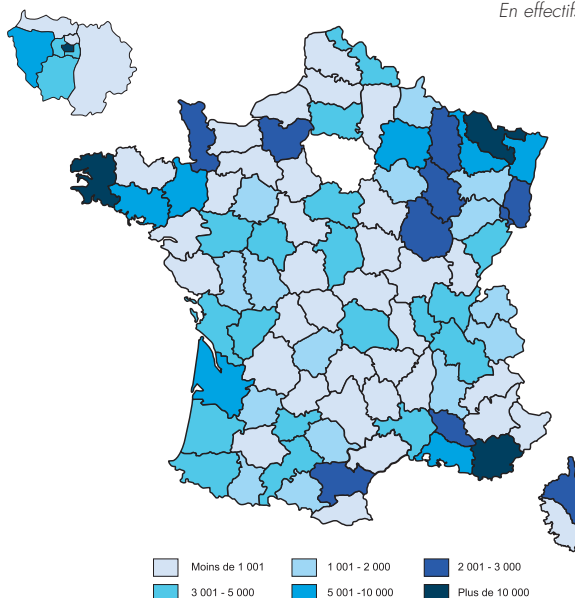 En effectifs
Moins de 1 001
1 001 - 2 000
2 001 - 3 000
3 001 - 5 000
5 001 -10 000
Plus de 10 000